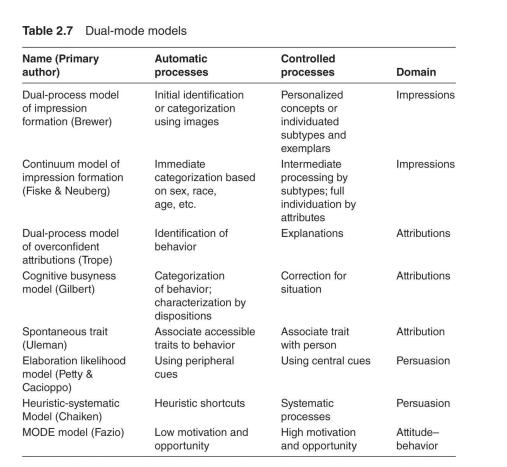 Table 2.7 Dual-mode models
Name (Primary author) Automatic processes Controlled processes Domain
Dual-process model of impression formation (Brewer) Initial identification or categorization using images Personalized concepts or individuated subtypes and exemplars Impressions
Continuum model of impression formation (Fiske & Neuberg) Immediate categorization based on sex, race, age, etc. Intermediate processing by subtypes; full individuation by attributes Impressions
Dual-process model of overconfident attributions (Trope) Identification of behavior Explanations Attributions
Cognitive busyness model (Gilbert) Categorization of behavior; characterization by dispositions Correction for situation Attributions
Spontaneous trait (Uleman) Associate accessible traits to behavior Associate trait with person Attribution
Elaboration likelihood model (Petty & Cacioppo) Using peripheral cues Using central cues Persuasion
Heuristic-systematic Model (Chaiken) Heuristic shortcuts Systematic processes Persuasion
MODE model (Fazio) Low motivation and opportunity High motivation and opportunity Attitude–behavior